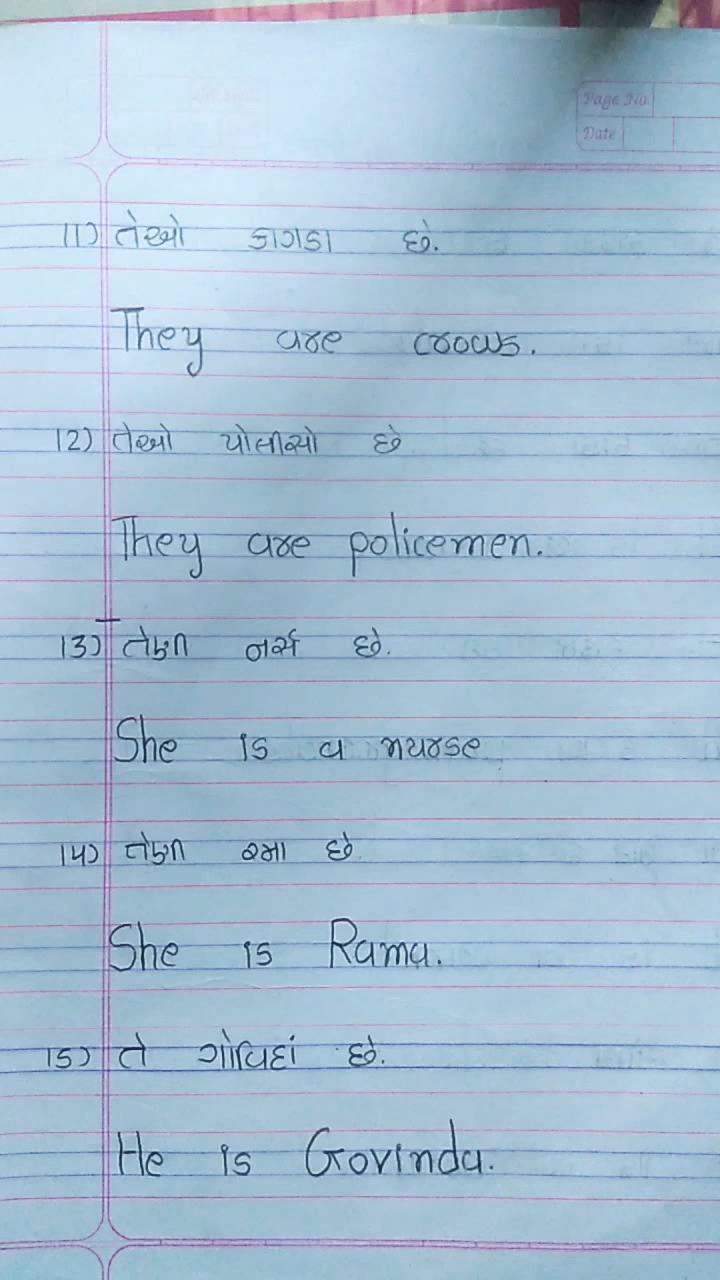 Page No.
Date
11) તેઓ કાગડા છે.
They are crows.
12) તેઓ પોલીસો છે
They are policemen.
13) તેણી નર્સ છે.
She is a nurse
14) તેણી રમા છે
She is Rama.
15) તે ગોવિદાં છે.
He is Govinda.